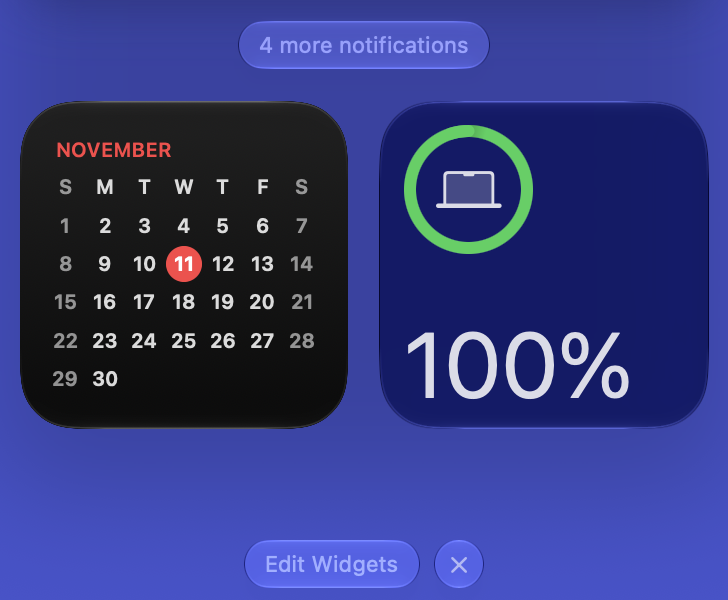 4 more notifications
NOVEMBER
S M T W T F S
1 2 3 4 5 6 7
8 9 10 11 12 13 14
15 16 17 18 19 20 21
22 23 24 25 26 27 28
29 30
100%
Edit Widgets